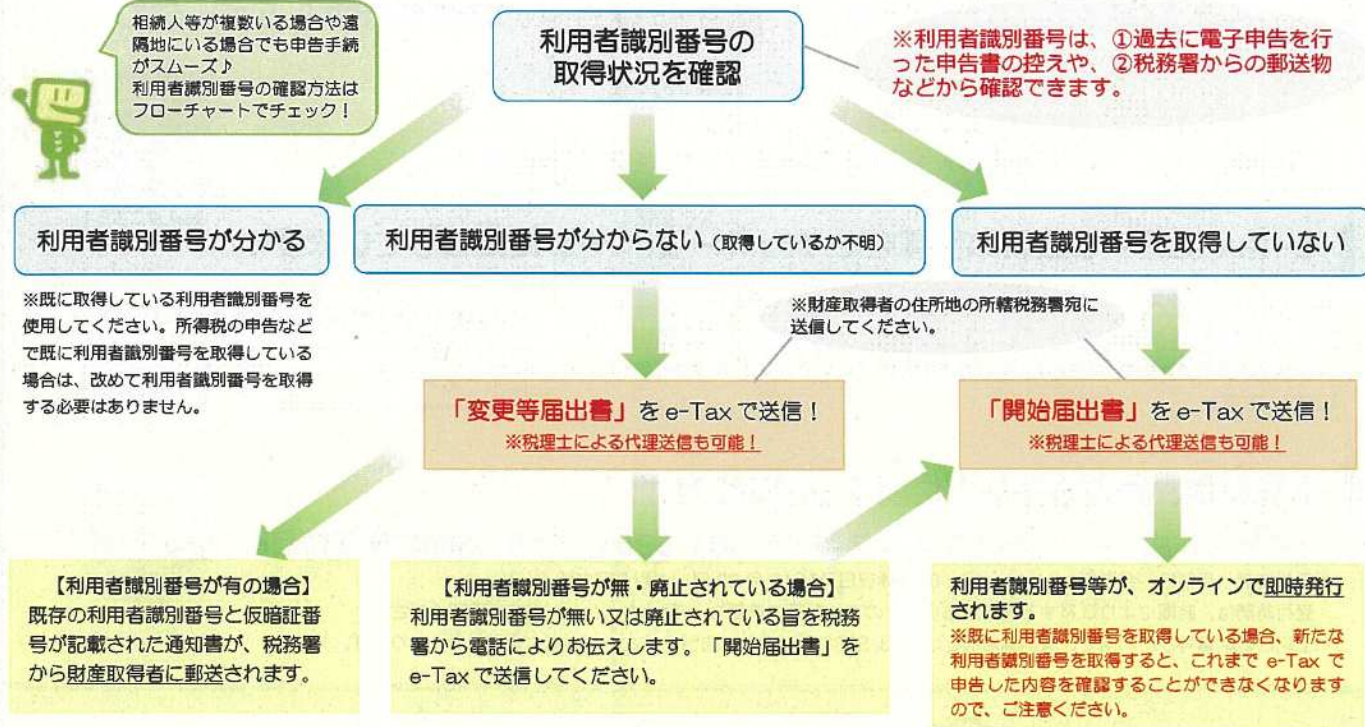 相続人等が複数いる場合や遠
隔地にいる場合でも申告手続
がスムーズ♪
利用者識別番号の確認方法は
フローチャートでチェック！
利用者識別番号の
取得状況を確認
※利用者識別番号は、①過去に電子申告を行
った申告書の控えや、②税務署からの郵送物
などから確認できます。
利用者識別番号が分かる
利用者識別番号が分からない（取得しているか不明）
利用者識別番号を取得していない
※既に取得している利用者識別番号を
使用してください。所得税の申告など
で既に利用者識別番号を取得している
場合は、改めて利用者識別番号を取得
する必要はありません。
※財産取得者の住所地の所轄税務署宛に
送信してください。
「変更等届出書」をe-Taxで送信！
※税理士による代理送信も可能！
「開始届出書」をe-Taxで送信！
※税理士による代理送信も可能！
【利用者識別番号が有の場合】
既存の利用者識別番号と仮暗証番
号が記載された通知書が、税務署
から財産取得者に郵送されます。
【利用者識別番号が無・廃止されている場合】
利用者識別番号が無い又は廃止されている旨を税務
署から電話によりお伝えします。「開始届出書」を
e-Taxで送信してください。
利用者識別番号等が、オンラインで即時発行
されます。
※既に利用者識別番号を取得している場合、新たな
利用者識別番号を取得すると、これまで e-Tax で
申告した内容を確認することができなくなります
ので、ご注意ください。